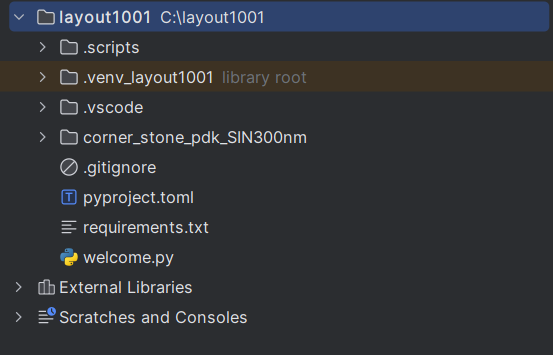 layout1001 C:\layout1001
.scripts
.venv_layout1001 library root
.vscode
corner_stone_pdk_SIN300nm
.gitignore
T pyproject.toml
requirements.txt
welcome.py
External Libraries
Scratches and Consoles